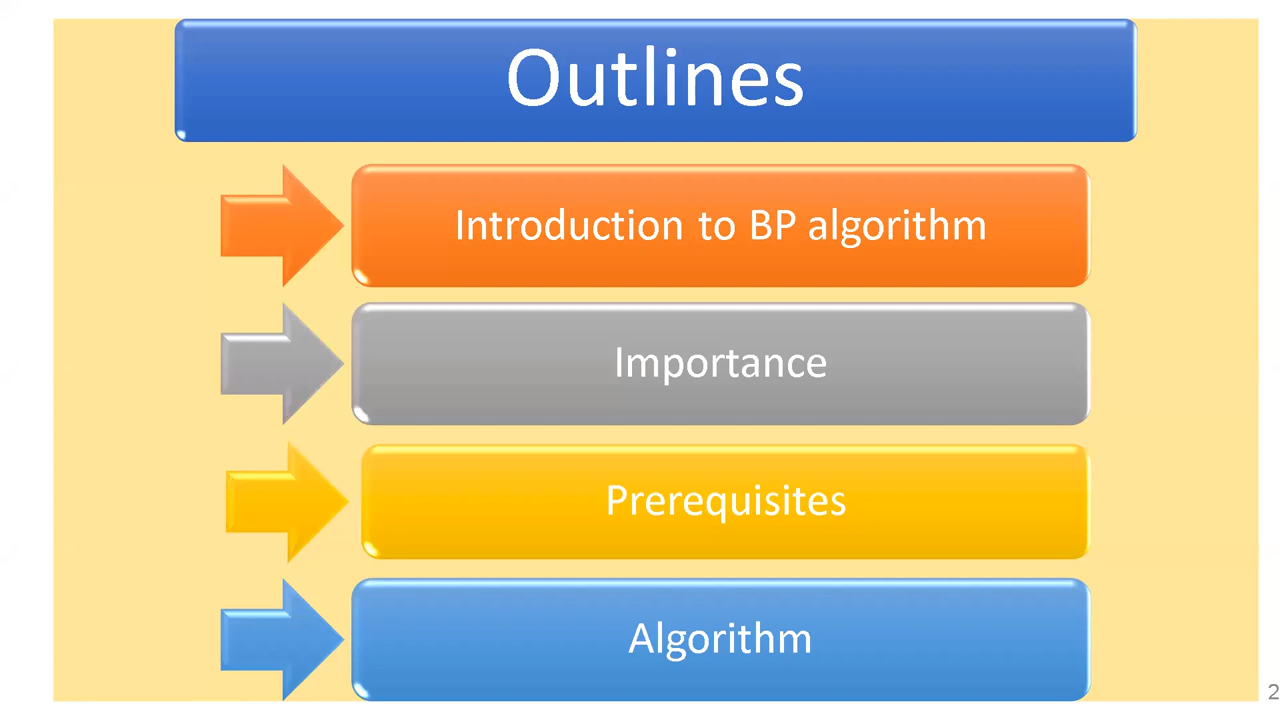 Outlines
Introduction to BP algorithm
Importance
Prerequisites
Algorithm
2